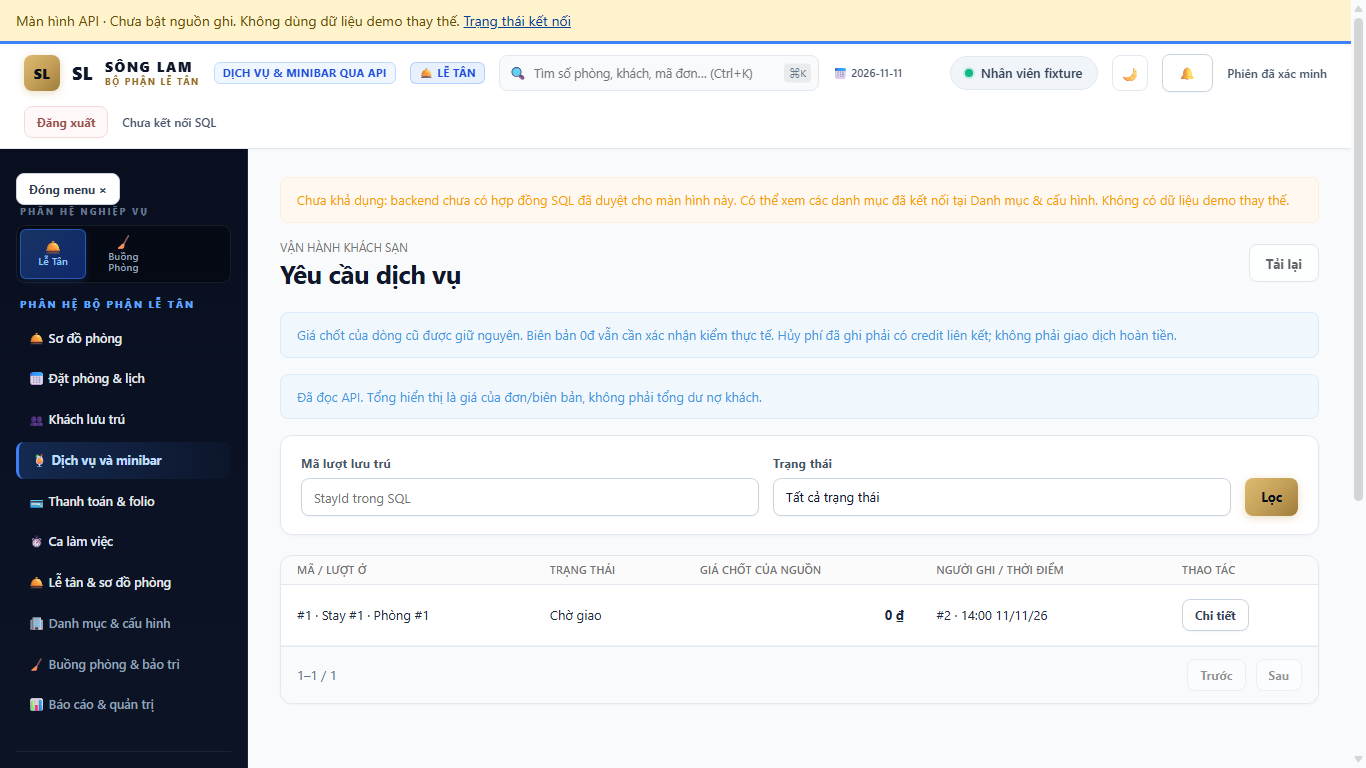 Màn hình API · Chưa bật nguồn ghi. Không dùng dữ liệu demo thay thế. Trạng thái kết nối
SL SL SÔNG LAM
BỘ PHẬN LỄ TÂN
DỊCH VỤ & MINIBAR QUA API
LỄ TÂN
Tìm số phòng, khách, mã đơn... (Ctrl+K) ⌘K
2026-11-11
Nhân viên fixture
Phiên đã xác minh
Đăng xuất
Chưa kết nối SQL
Đóng menu ×
PHÂN HỆ NGHIỆP VỤ
Lễ Tân
Buồng
Phòng
PHÂN HỆ BỘ PHẬN LỄ TÂN
Sơ đồ phòng
Đặt phòng & lịch
Khách lưu trú
Dịch vụ và minibar
Thanh toán & folio
Ca làm việc
Lễ tân & sơ đồ phòng
Danh mục & cấu hình
Buồng phòng & bảo trì
Báo cáo & quản trị
Chưa khả dụng: backend chưa có hợp đồng SQL đã duyệt cho màn hình này. Có thể xem các danh mục đã kết nối tại Danh mục & cấu hình. Không có dữ liệu demo thay thế.
VẬN HÀNH KHÁCH SẠN
Yêu cầu dịch vụ
Tải lại
Giá chốt của dòng cũ được giữ nguyên. Biên bản 0đ vẫn cần xác nhận kiểm thực tế. Hủy phí đã ghi phải có credit liên kết; không phải giao dịch hoàn tiền.
Đã đọc API. Tổng hiển thị là giá của đơn/biên bản, không phải tổng dư nợ khách.
Mã lượt lưu trú
StayId trong SQL
Trạng thái
Tất cả trạng thái
Lọc
MÃ / LƯỢT Ở TRẠNG THÁI GIÁ CHỐT CỦA NGUỒN NGƯỜI GHI / THỜI ĐIỂM THAO TÁC
#1 · Stay #1 · Phòng #1 Chờ giao 0 ₫ #2 · 14:00 11/11/26 Chi tiết
1–1 / 1 Trước Sau